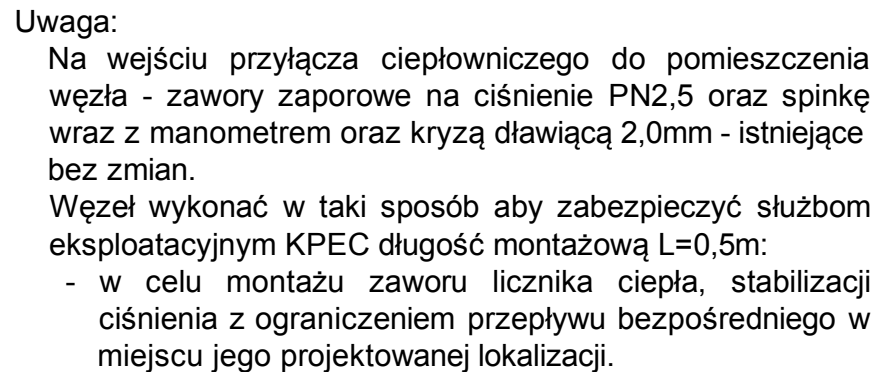 Uwaga:
Na wejściu przyłącza ciepłowniczego do pomieszczenia
węzła - zawory zaporowe na ciśnienie PN2,5 oraz spinkę
wraz z manometrem oraz kryzą dławiącą 2,0mm - istniejące
bez zmian.
Węzeł wykonać w taki sposób aby zabezpieczyć służbom
eksploatacyjnym KPEC długość montażową L=0,5m:
- w celu montażu zaworu licznika ciepła, stabilizacji
ciśnienia z ograniczeniem przepływu bezpośredniego w
miejscu jego projektowanej lokalizacji.